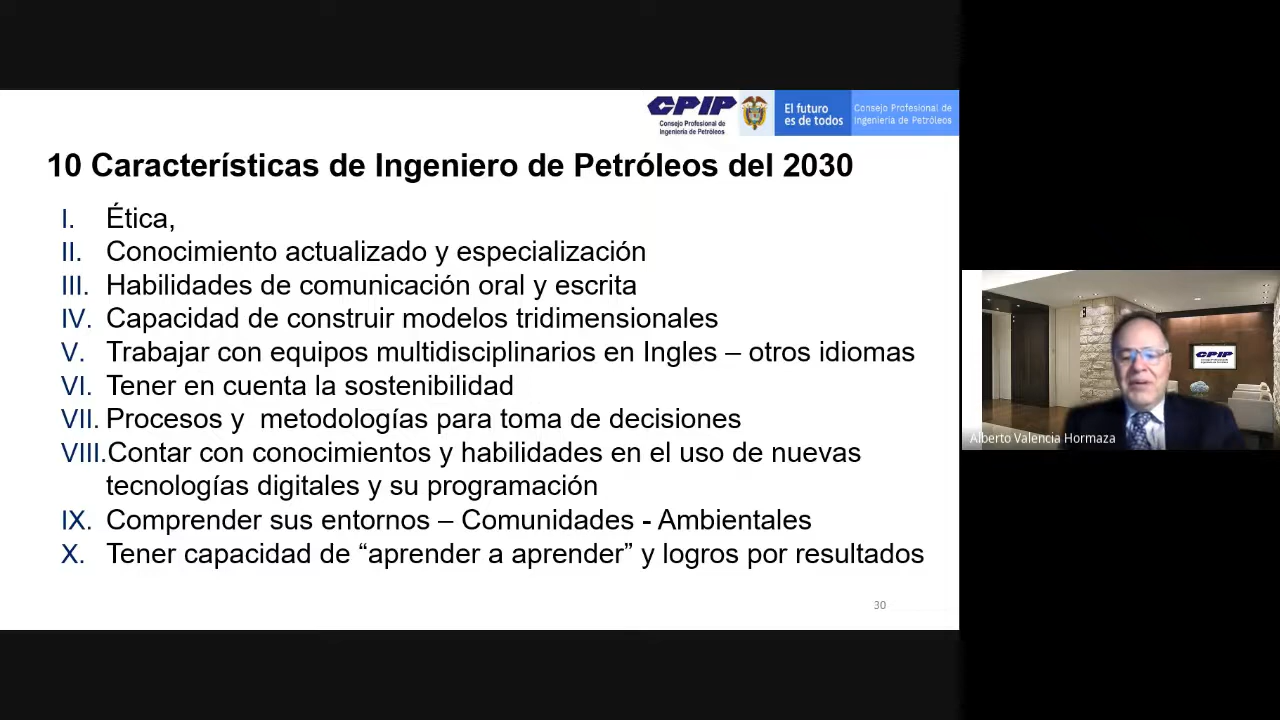 CPIP
Consejo Profesional de
Ingeniería de Petróleos
El futuro
es de todos
Consejo Profesional de
Ingeniería de Petróleos
10 Características de Ingeniero de Petróleos del 2030
I. Ética,
II. Conocimiento actualizado y especialización
III. Habilidades de comunicación oral y escrita
IV. Capacidad de construir modelos tridimensionales
V. Trabajar con equipos multidisciplinarios en Ingles – otros idiomas
VI. Tener en cuenta la sostenibilidad
VII. Procesos y  metodologías para toma de decisiones
VIII.Contar con conocimientos y habilidades en el uso de nuevas
tecnologías digitales y su programación
IX. Comprender sus entornos – Comunidades - Ambientales
X. Tener capacidad de “aprender a aprender” y logros por resultados
30
CPIP
Alberto Valencia Hormaza